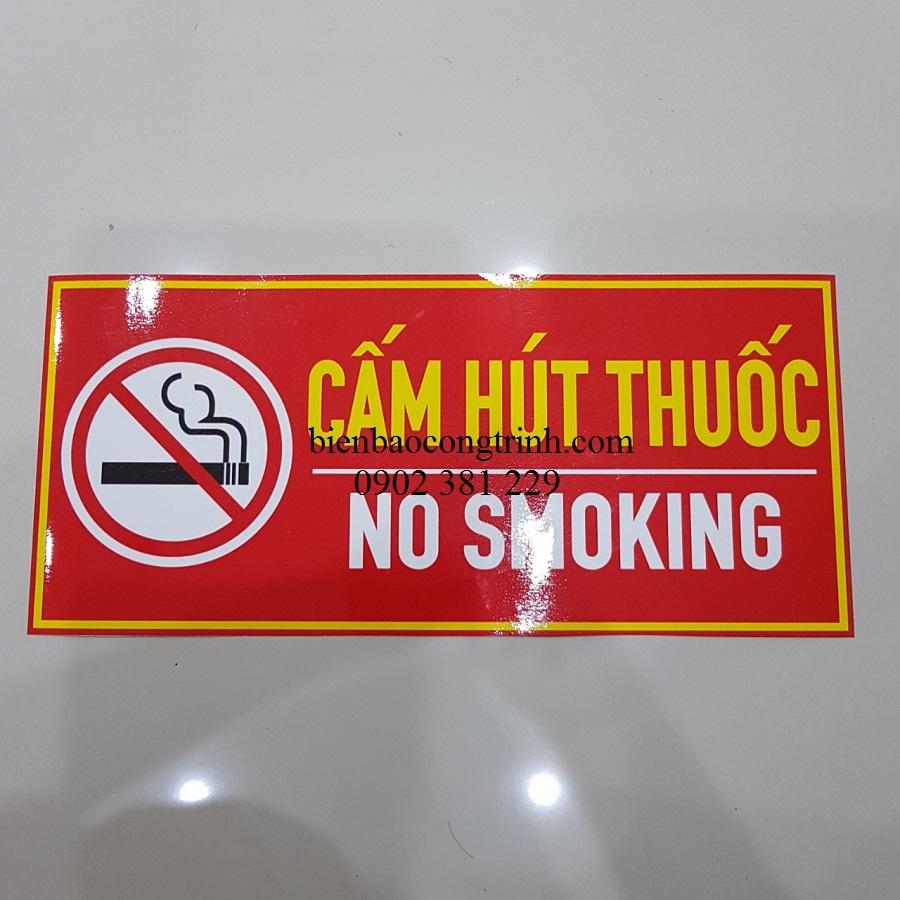 CẤM HÚT THUỐC
bienbaocongtrinh.com
0902 381 229
NO SMOKING